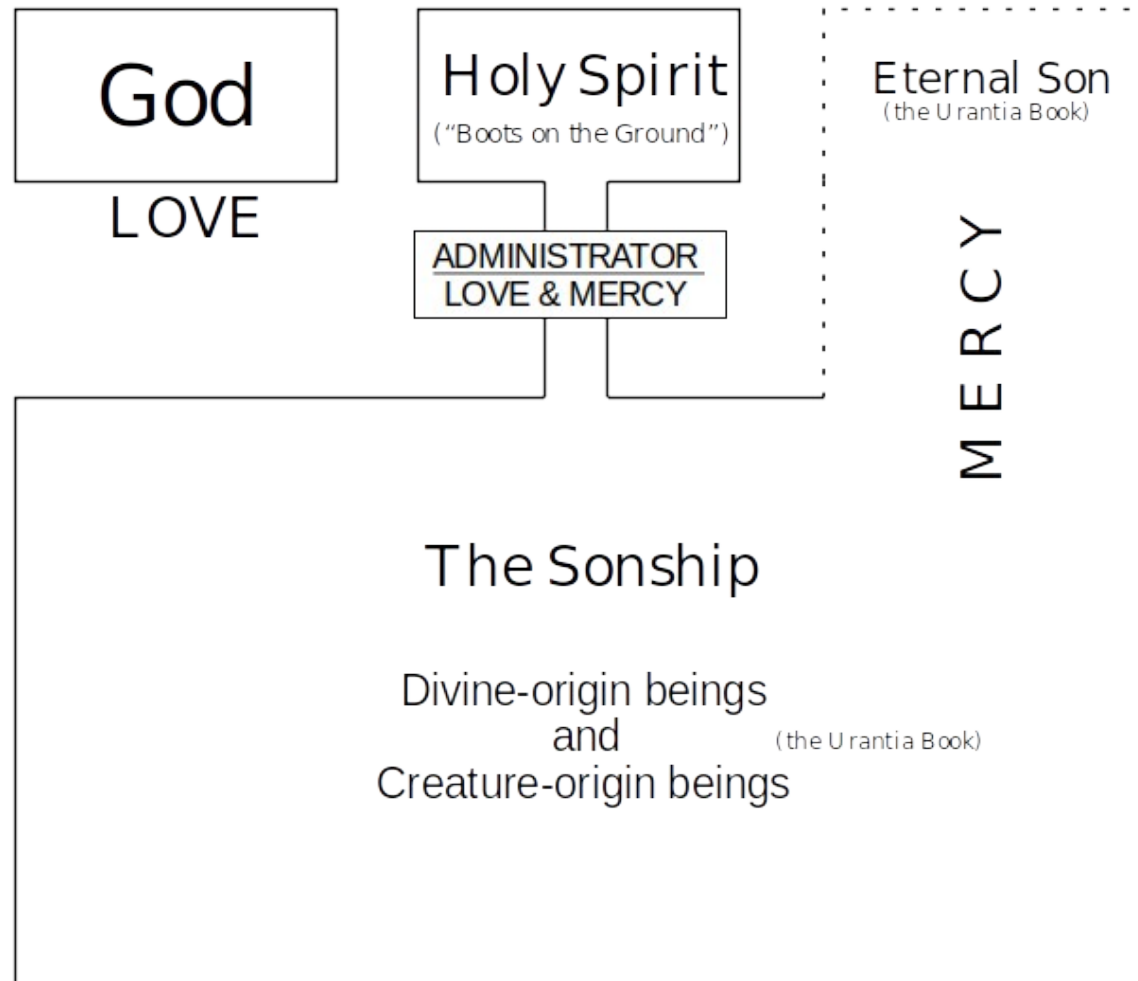 God
LOVE
Holy Spirit
(“Boots on the Ground”)
ADMINISTRATOR
LOVE & MERCY
Eternal Son
(the Urantia Book)
MERCY
The Sonship
Divine-origin beings
and
(the Urantia Book)
Creature-origin beings